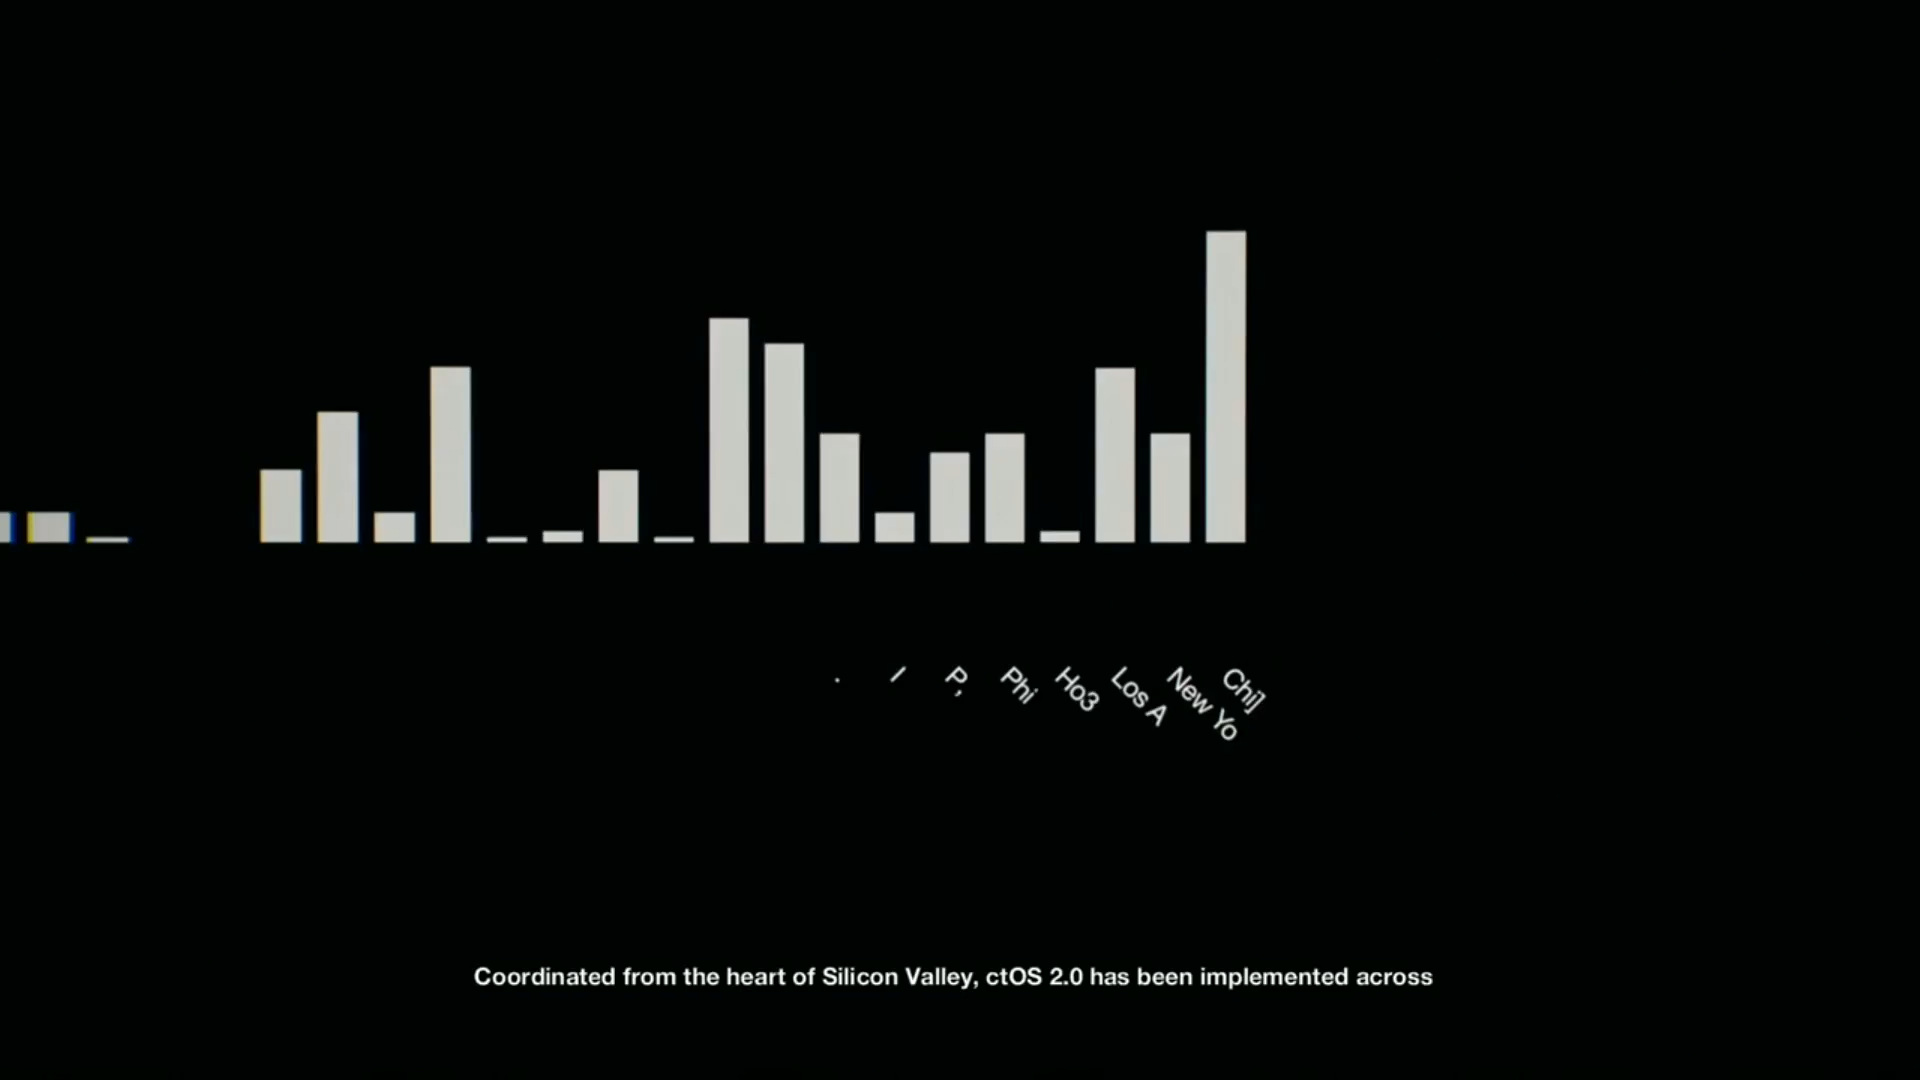 .
/
P,
Phi
Ho3
Los A
New Yo
Chi]
Coordinated from the heart of Silicon Valley, ctOS 2.0 has been implemented across